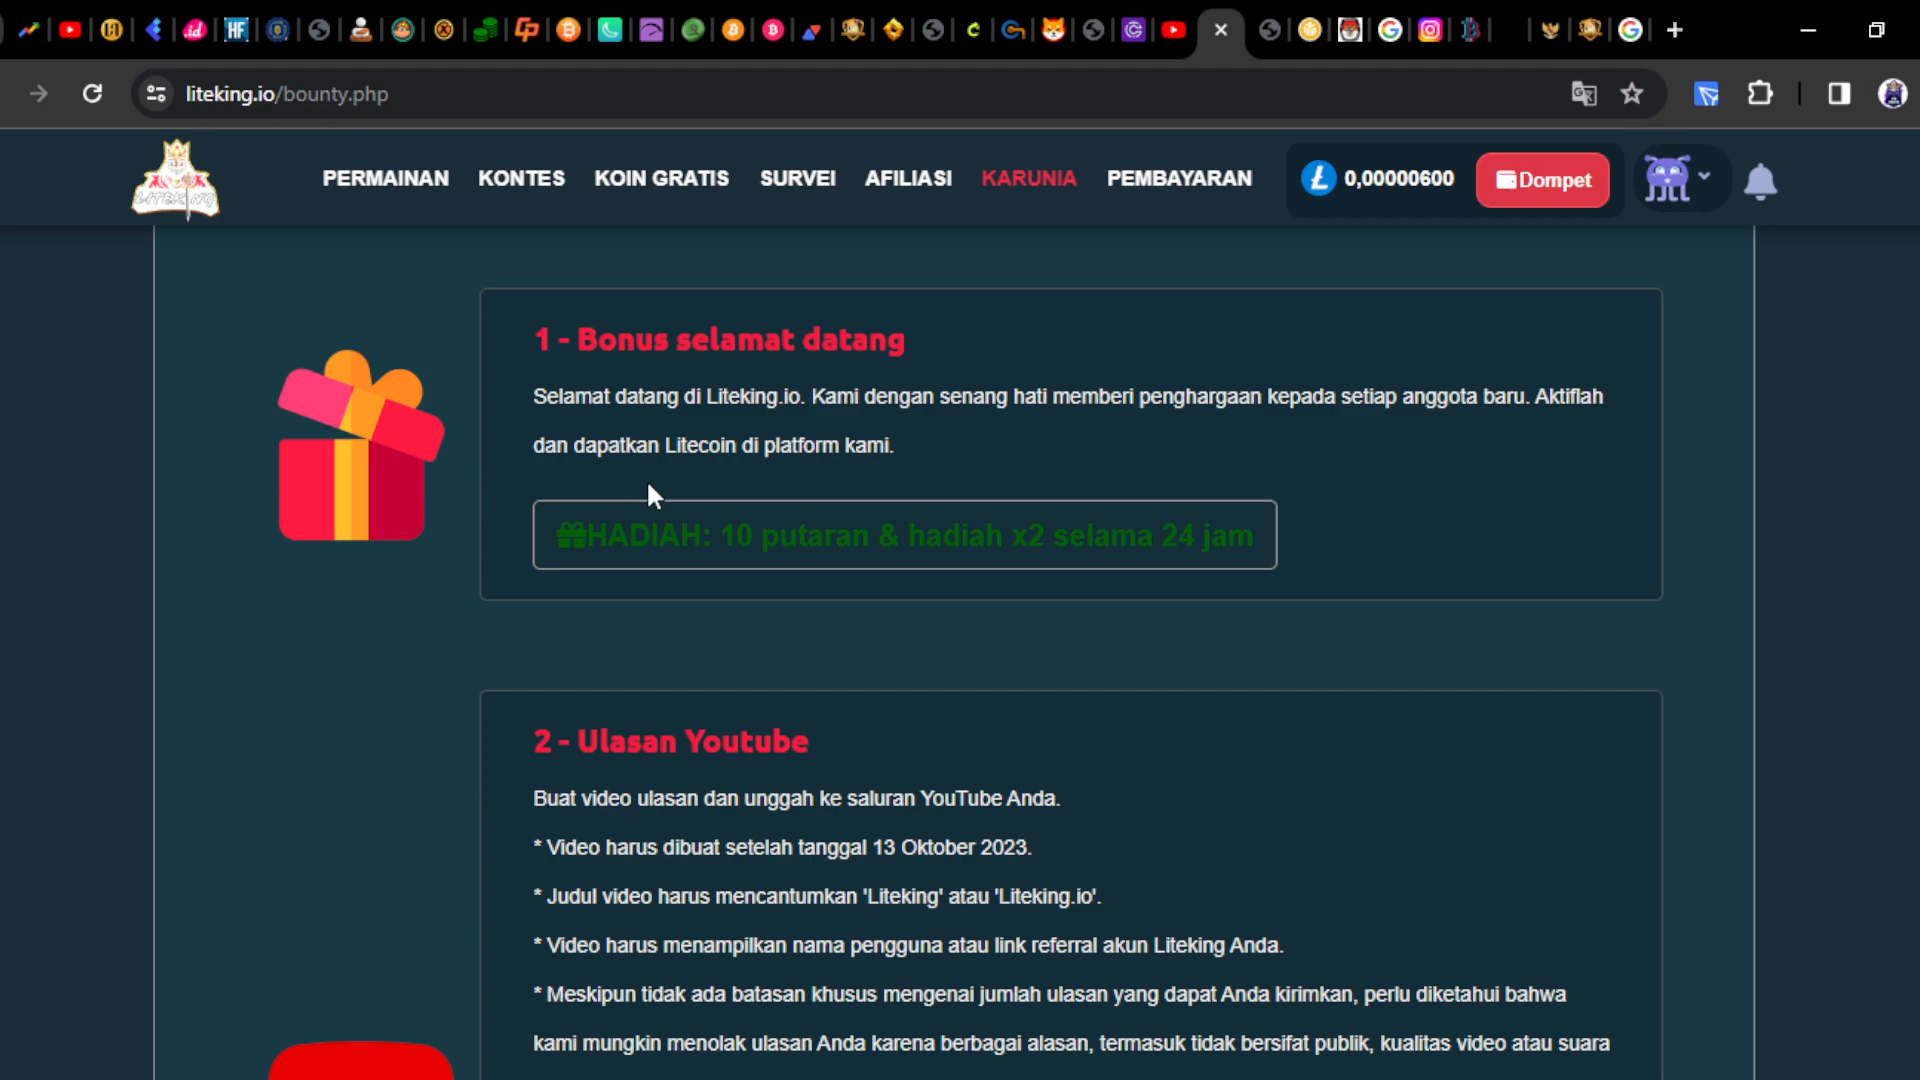 liteking.io/bounty.php
LITEKING
PERMAINAN KONTES KOIN GRATIS SURVEI AFILIASI KARUNIA PEMBAYARAN 0,00000600 Dompet
1 - Bonus selamat datang
Selamat datang di Liteking.io. Kami dengan senang hati memberi penghargaan kepada setiap anggota baru. Aktiflah
dan dapatkan Litecoin di platform kami.
HADIAH: 10 putaran & hadiah x2 selama 24 jam
2 - Ulasan Youtube
Buat video ulasan dan unggah ke saluran YouTube Anda.
* Video harus dibuat setelah tanggal 13 Oktober 2023.
* Judul video harus mencantumkan 'Liteking' atau 'Liteking.io'.
* Video harus menampilkan nama pengguna atau link referral akun Liteking Anda.
* Meskipun tidak ada batasan khusus mengenai jumlah ulasan yang dapat Anda kirimkan, perlu diketahui bahwa
kami mungkin menolak ulasan Anda karena berbagai alasan, termasuk tidak bersifat publik, kualitas video atau suara